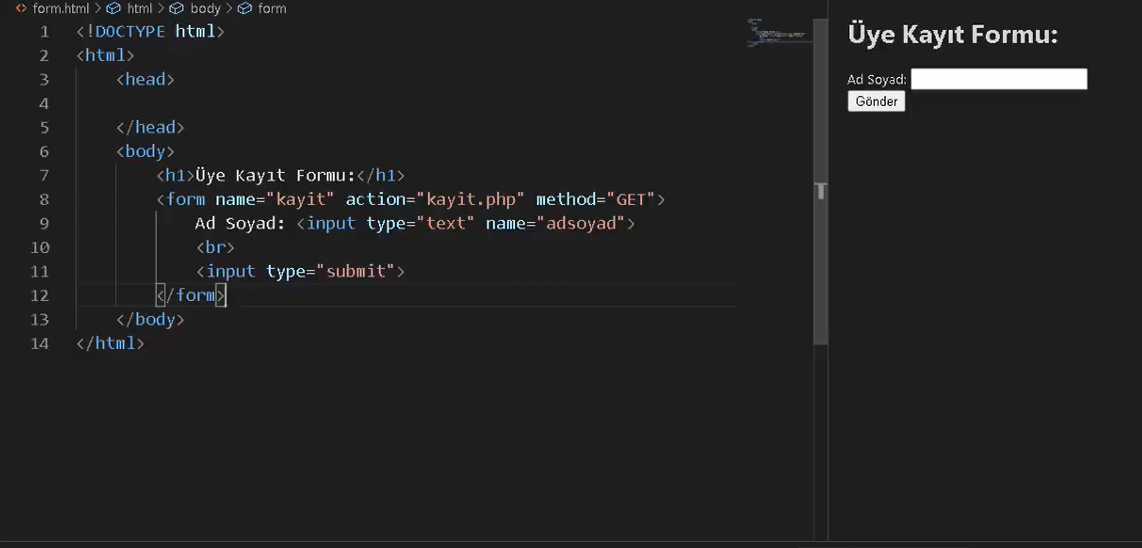 form.html > html > body > form
1 <!DOCTYPE html>
2 <html>
3 <head>
4
5 </head>
6 <body>
7 <h1>Üye Kayıt Formu:</h1>
8 <form name="kayit" action="kayit.php" method="GET">
9 Ad Soyad: <input type="text" name="adsoyad">
10 <br>
11 <input type="submit">
12 </form>
13 </body>
14 </html>
Üye Kayıt Formu:
Ad Soyad:
Gönder